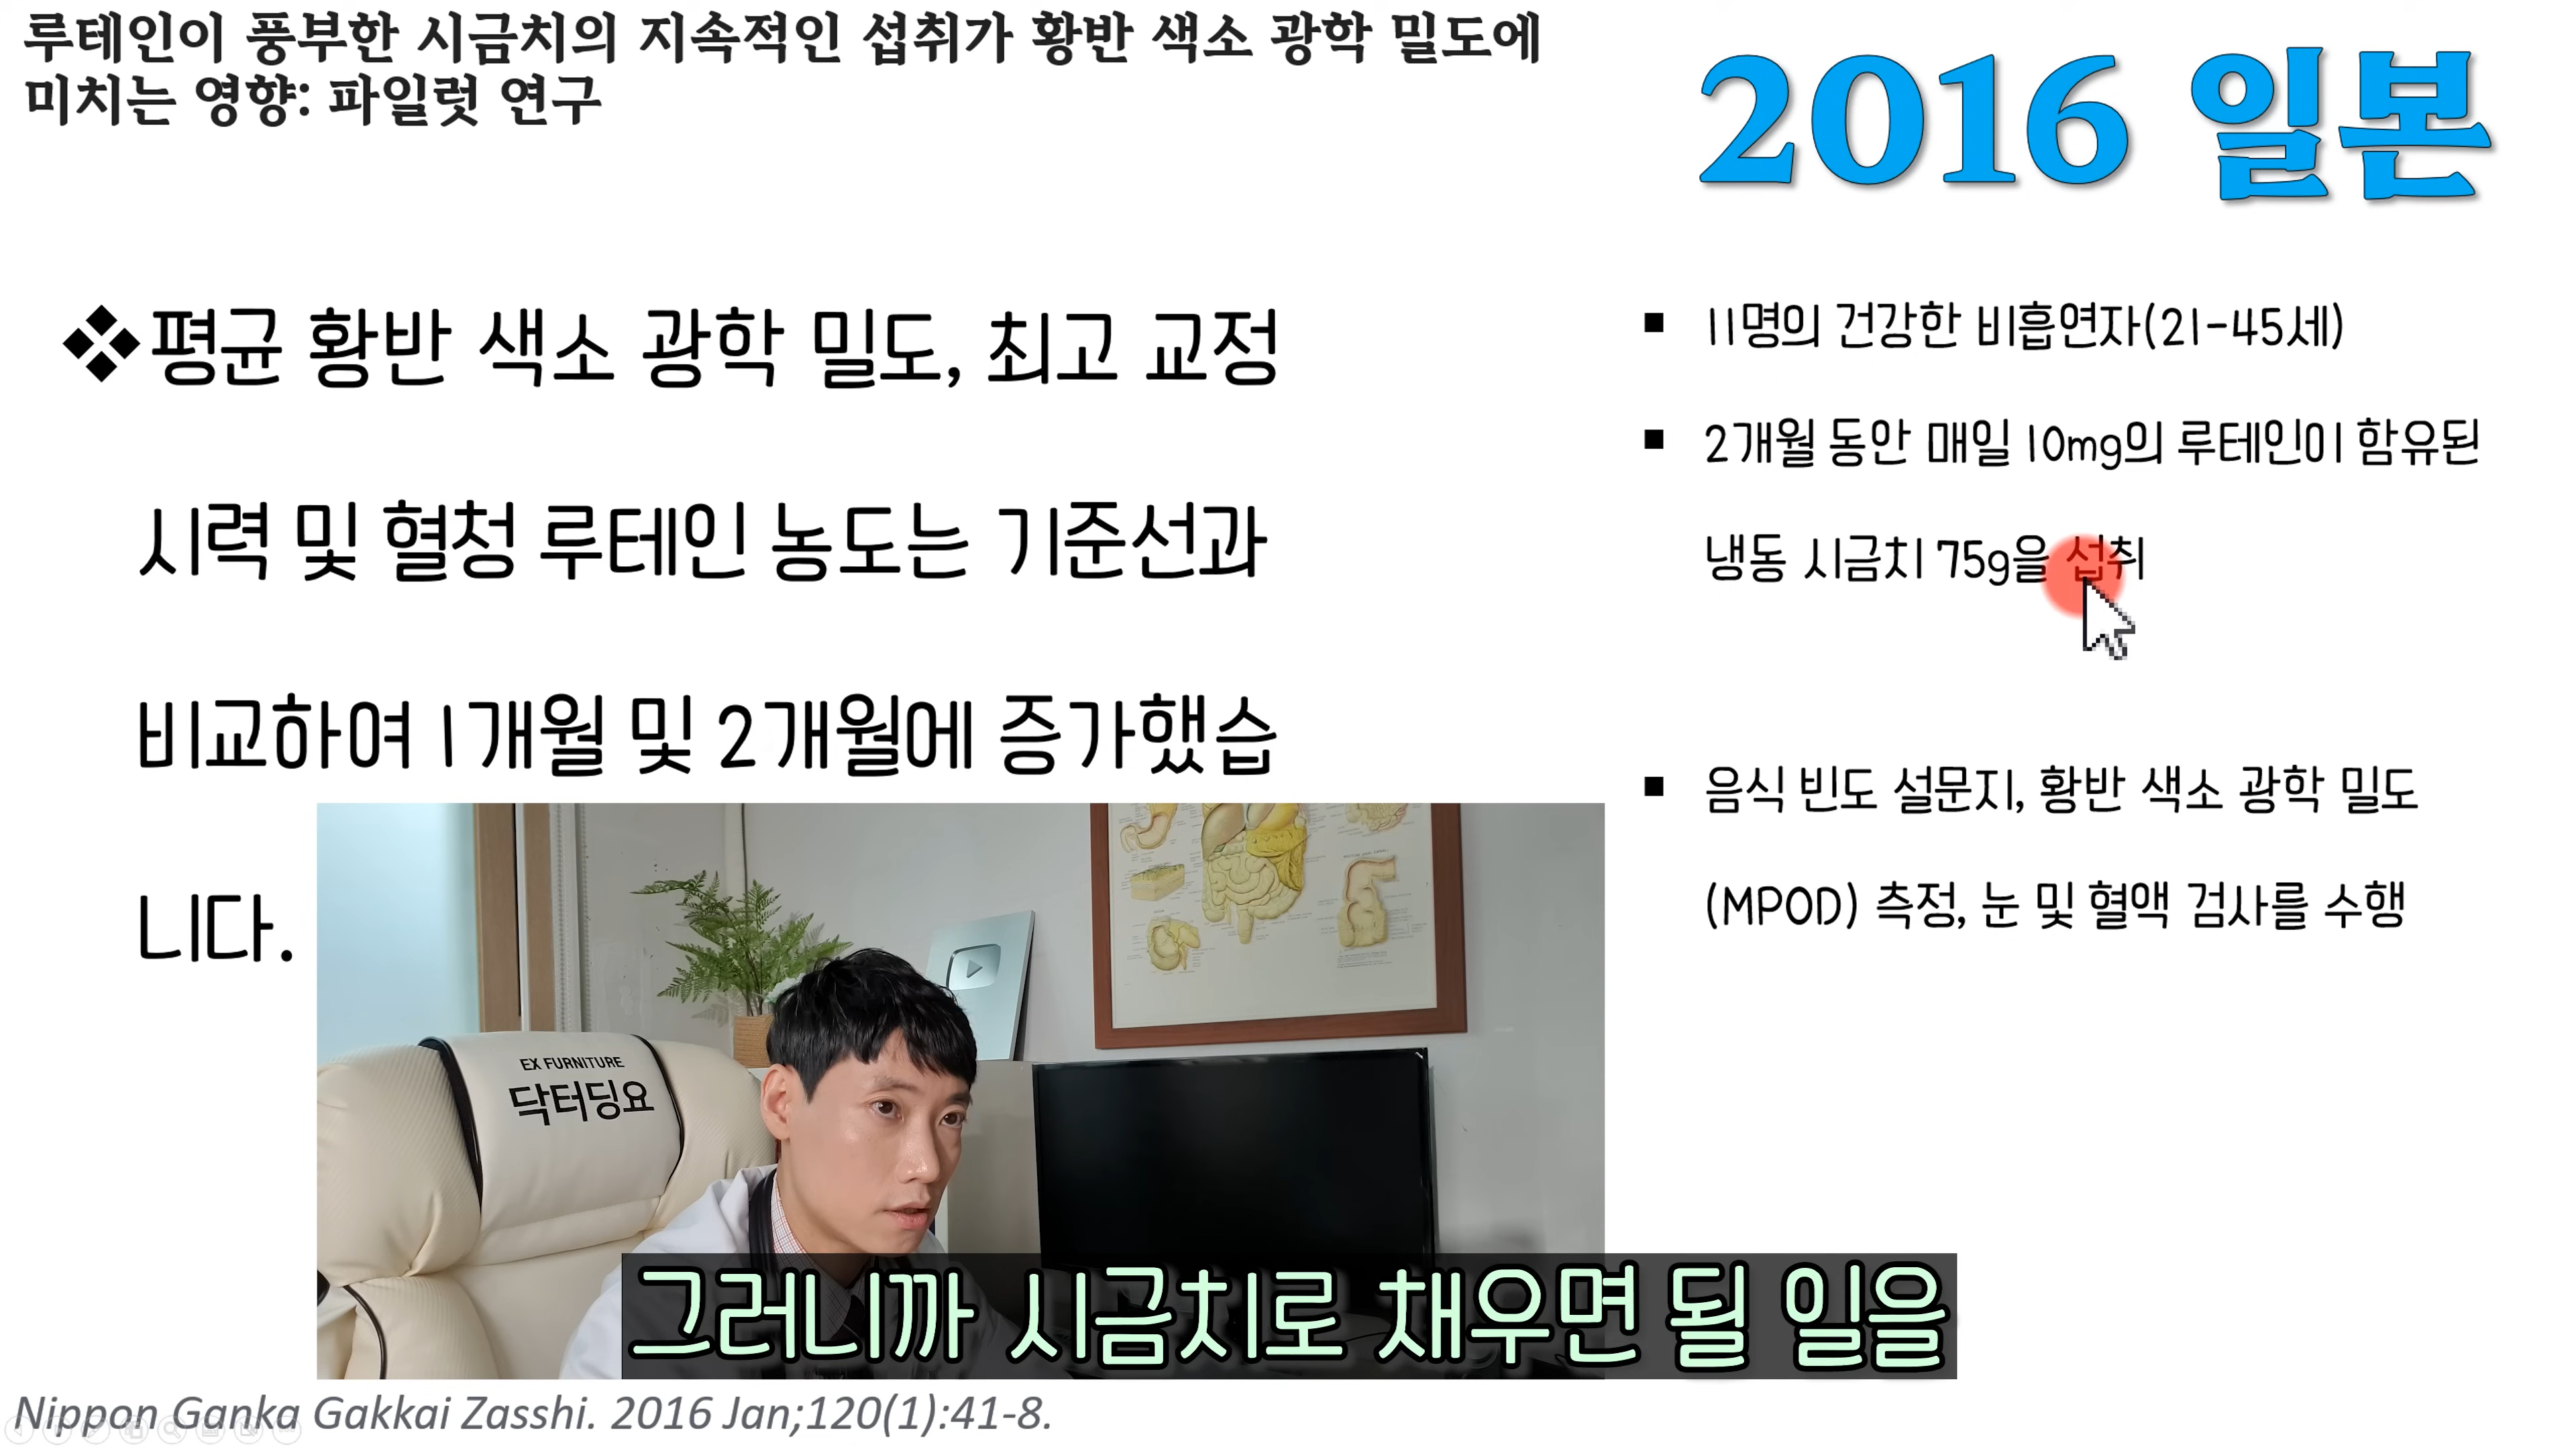 루테인이 풍부한 시금치의 지속적인 섭취가 황반 색소 광학 밀도에
미치는 영향: 파일럿 연구
2016 일본
❖평균 황반 색소 광학 밀도, 최고 교정
시력 및 혈청 루테인 농도는 기준선과
비교하여 1개월 및 2개월에 증가했습
니다.
▪ 11명의 건강한 비흡연자(21-45세)
▪ 2개월 동안 매일 10mg의 루테인이 함유된
냉동 시금치 75g을 섭취
▪ 음식 빈도 설문지, 황반 색소 광학 밀도
(MPOD) 측정, 눈 및 혈액 검사를 수행
EX FURNITURE
닥터딩요
그러니까 시금치로 채우면 될 일을
Nippon Ganka Gakkai Zasshi. 2016 Jan;120(1):41-8.